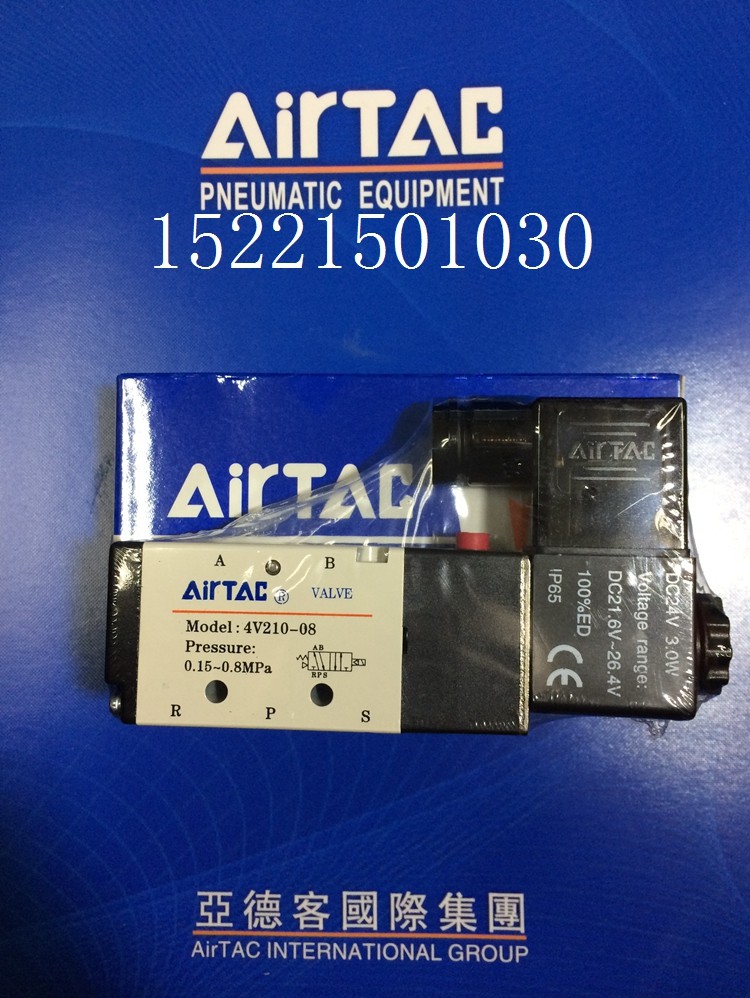 AirTAC
PNEUMATIC EQUIPMENT
15221501030
AirTAC
AirTAC
A B
AirTAC ® VALVE
Model: 4V210-08
Pressure:
0.15~0.8MPa
AB
RPS
R P S
DC24V 3.0W
Voltage range:
DC21.6V~26.4V
100%ED
IP65
CE
亞德客國際集團
AirTAC INTERNATIONAL GROUP